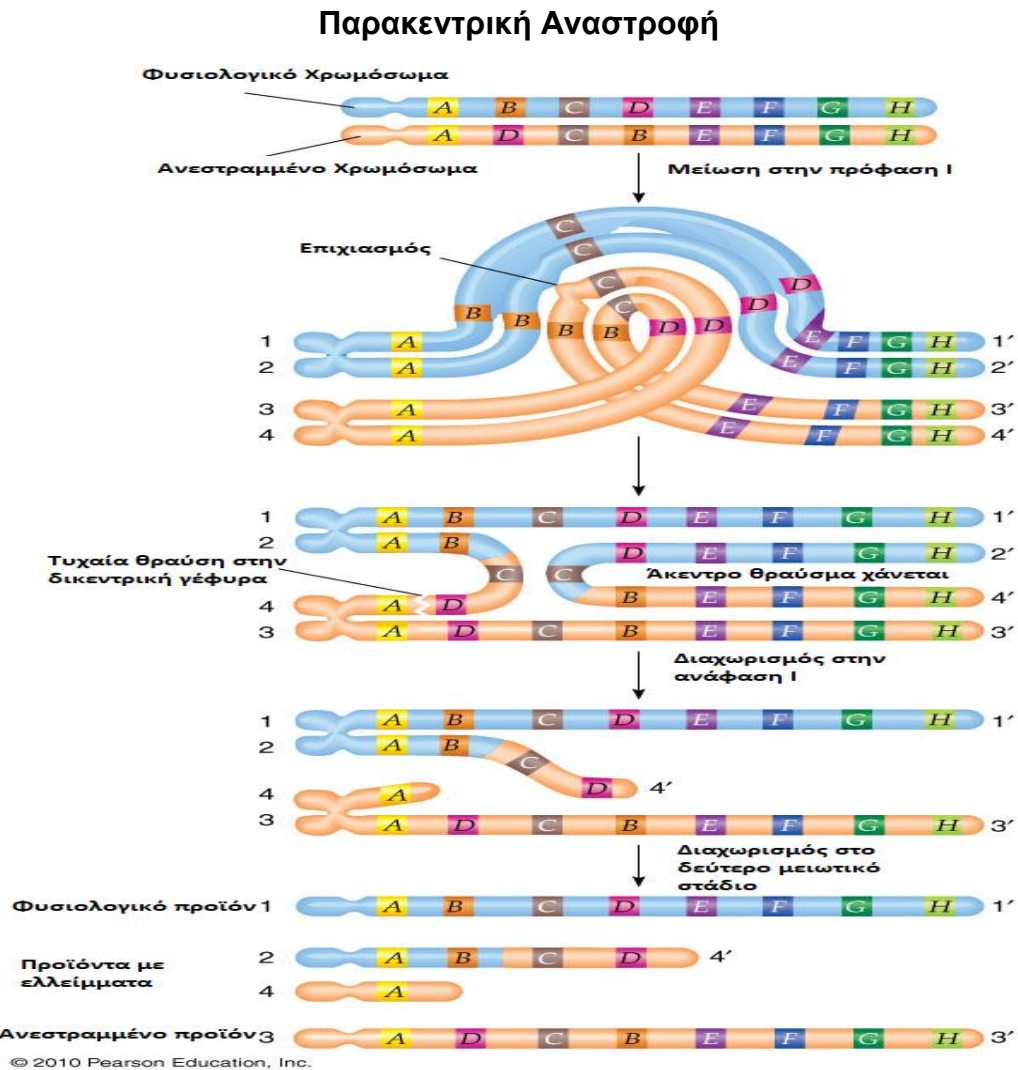 Παρακεντρική Αναστροφή
Φυσιολογικό Χρωμόσωμα
A B C D E F G H
A D C B E F G H
Ανεστραμμένο Χρωμόσωμα
Μείωση στην πρόφαση Ι
Επιχιασμός
C
C
C
C
D
D
B B B B D D
1 A E F G H 1′
2 A E F G H 2′
3 A E F G H 3′
4 A E F G H 4′
1 A B C D E F G H 1′
2 A B D E F G H 2′
Τυχαία θραύση στην
δικεντρική γέφυρα
C C
Άκεντρο θραύσμα χάνεται
4 A D B E F G H 4′
3 A D C B E F G H 3′
Διαχωρισμός στην
ανάφαση Ι
1 A B C D E F G H 1′
2 A B C D 4′
4 A
3 A D C B E F G H 3′
Διαχωρισμός στο
δεύτερο μειωτικό
στάδιο
Φυσιολογικό προϊόν 1 A B C D E F G H 1′
Προϊόντα με
ελλείμματα
2 A B C D 4′
4 A
Ανεστραμμένο προϊόν 3 A D C B E F G H 3′
© 2010 Pearson Education, Inc.